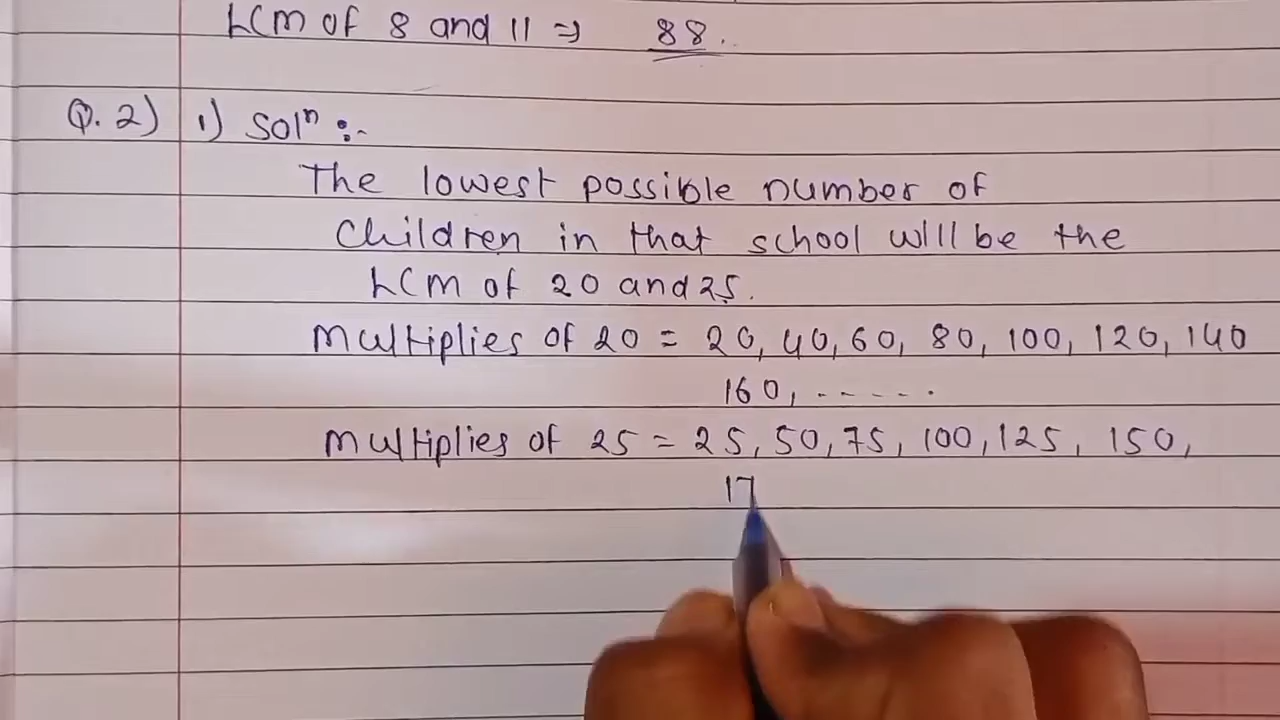 LCM of 8 and 11 ⇒ 88.
Q. 2) 1) Solⁿ :-
The lowest possible number of
children in that school will be the
LCM of 20 and 25.
Multiplies of 20 = 20, 40, 60, 80, 100, 120, 140
160, -----.
Multiplies of 25 = 25, 50, 75, 100, 125, 150,
17